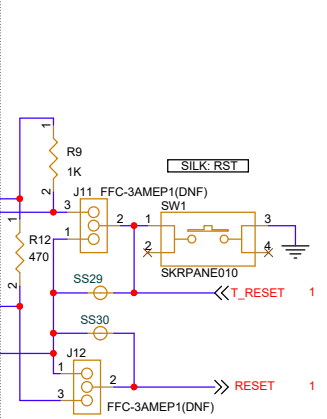 1
R9
1K
2
SILK: RST
J11 FFC-3AMEP1(DNF)
SW1
3
2
1
3
1
R12
470
2
1
2
4
SKRPANE010
SS29
T_RESET 1
SS30
J12
1
2
3
RESET 1
FFC-3AMEP1(DNF)